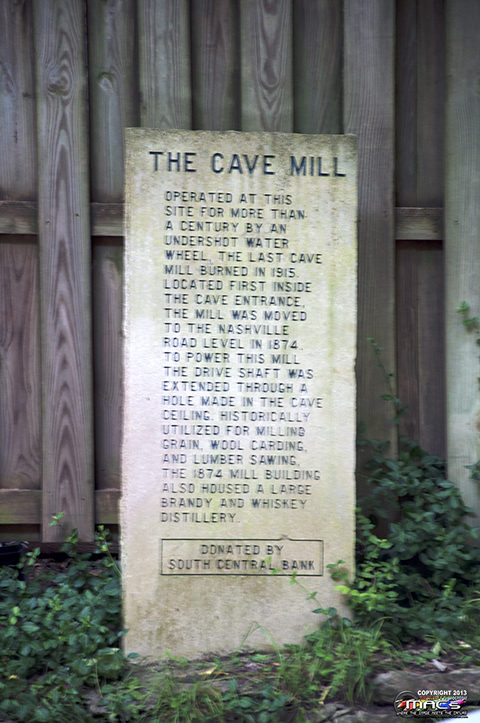 THE CAVE MILL
OPERATED AT THIS
SITE FOR MORE THAN
A CENTURY BY AN
UNDERSHOT WATER
WHEEL, THE LAST CAVE
MILL BURNED IN 1915.
LOCATED FIRST INSIDE
THE CAVE ENTRANCE,
THE MILL WAS MOVED
TO THE NASHVILLE
ROAD LEVEL IN 1874.
TO POWER THIS MILL
THE DRIVE SHAFT WAS
EXTENDED THROUGH A
HOLE MADE IN THE CAVE
CEILING. HISTORICALLY
UTILIZED FOR MILLING
GRAIN, WOOL CARDING,
AND LUMBER SAWING,
THE 1874 MILL BUILDING
ALSO HOUSED A LARGE
BRANDY AND WHISKEY
DISTILLERY.
DONATED BY
SOUTH CENTRAL BANK
COPYRIGHT 2013